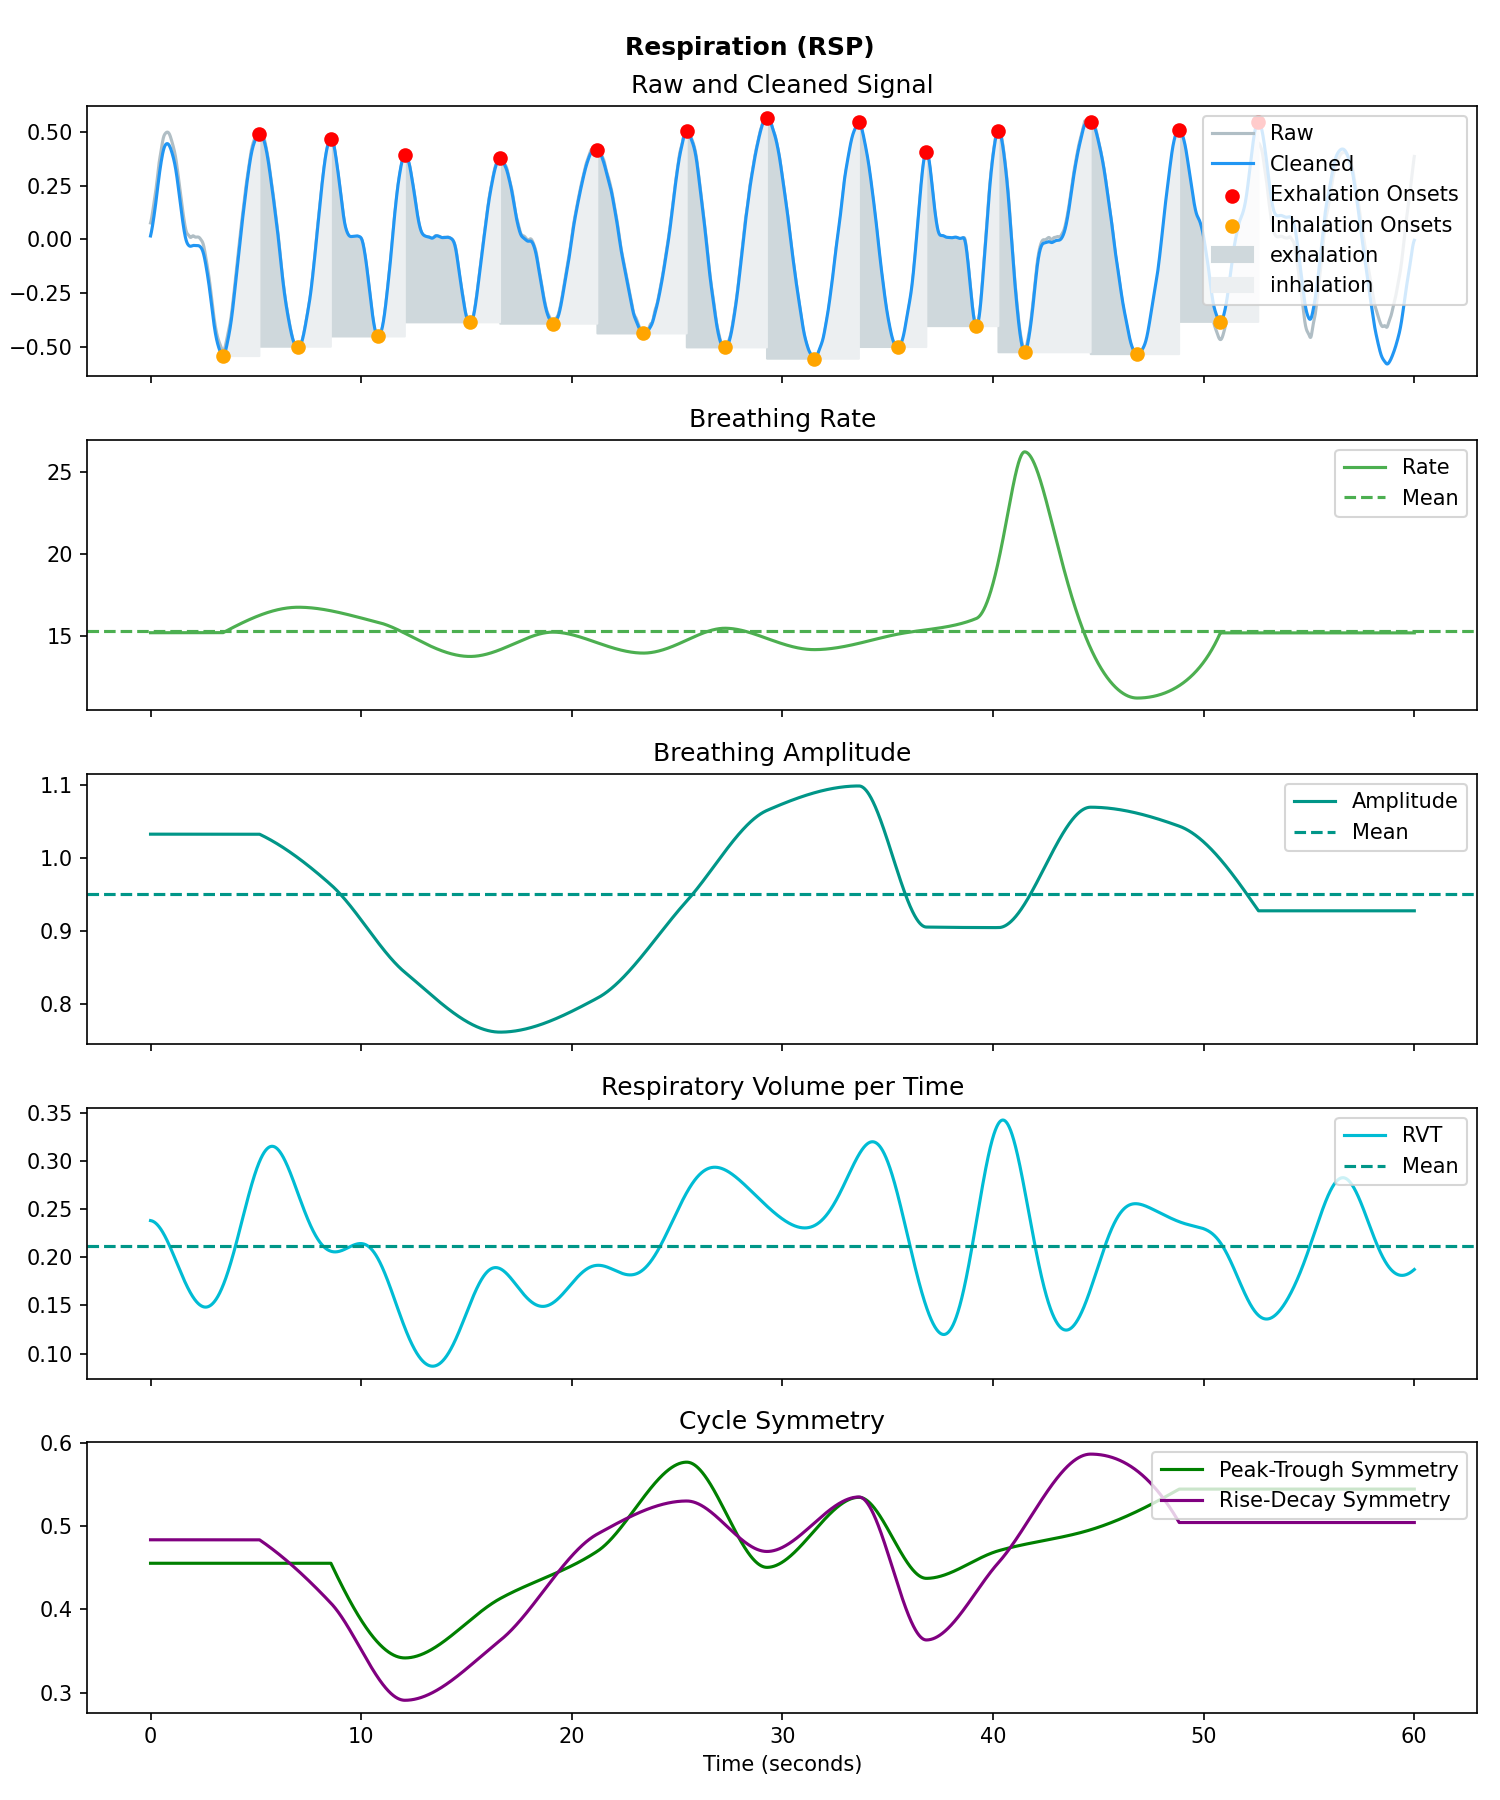 Respiration (RSP)
Raw and Cleaned Signal
0.50
0.25
0.00
−0.25
−0.50
Raw
Cleaned
Exhalation Onsets
Inhalation Onsets
exhalation
inhalation
Breathing Rate
25
20
15
Rate
Mean
Breathing Amplitude
1.1
1.0
0.9
0.8
Amplitude
Mean
Respiratory Volume per Time
0.35
0.30
0.25
0.20
0.15
0.10
RVT
Mean
Cycle Symmetry
0.6
0.5
0.4
0.3
Peak-Trough Symmetry
Rise-Decay Symmetry
0 10 20 30 40 50 60
Time (seconds)